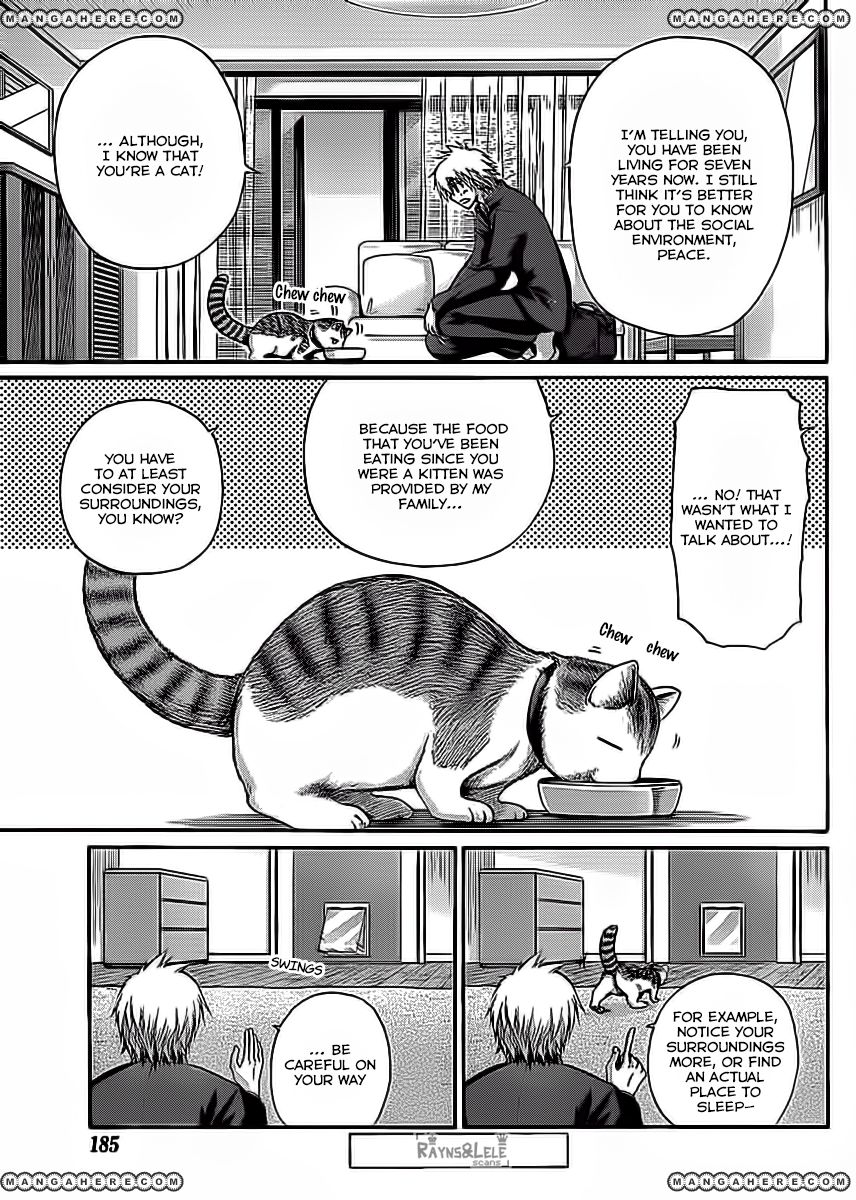 MANGAHERE.COM
MANGAHERE.COM
I'M TELLING YOU,
YOU HAVE BEEN
LIVING FOR SEVEN
YEARS NOW. I STILL
THINK IT'S BETTER
FOR YOU TO KNOW
ABOUT THE SOCIAL
ENVIRONMENT,
PEACE.
... ALTHOUGH,
I KNOW THAT
YOU'RE A CAT!
Chew chew
... NO! THAT
WASN'T WHAT I
WANTED TO
TALK ABOUT...!
BECAUSE THE FOOD
THAT YOU'VE BEEN
EATING SINCE YOU
WERE A KITTEN WAS
PROVIDED BY MY
FAMILY...
YOU HAVE
TO AT LEAST
CONSIDER YOUR
SURROUNDINGS,
YOU KNOW?
Chew chew
FOR EXAMPLE,
NOTICE YOUR
SURROUNDINGS
MORE, OR FIND
AN ACTUAL
PLACE TO
SLEEP—
SWINGS
... BE
CAREFUL ON
YOUR WAY
185
RAYNS&LELE
scans
MANGAHERE.COM
MANGAHERE.COM